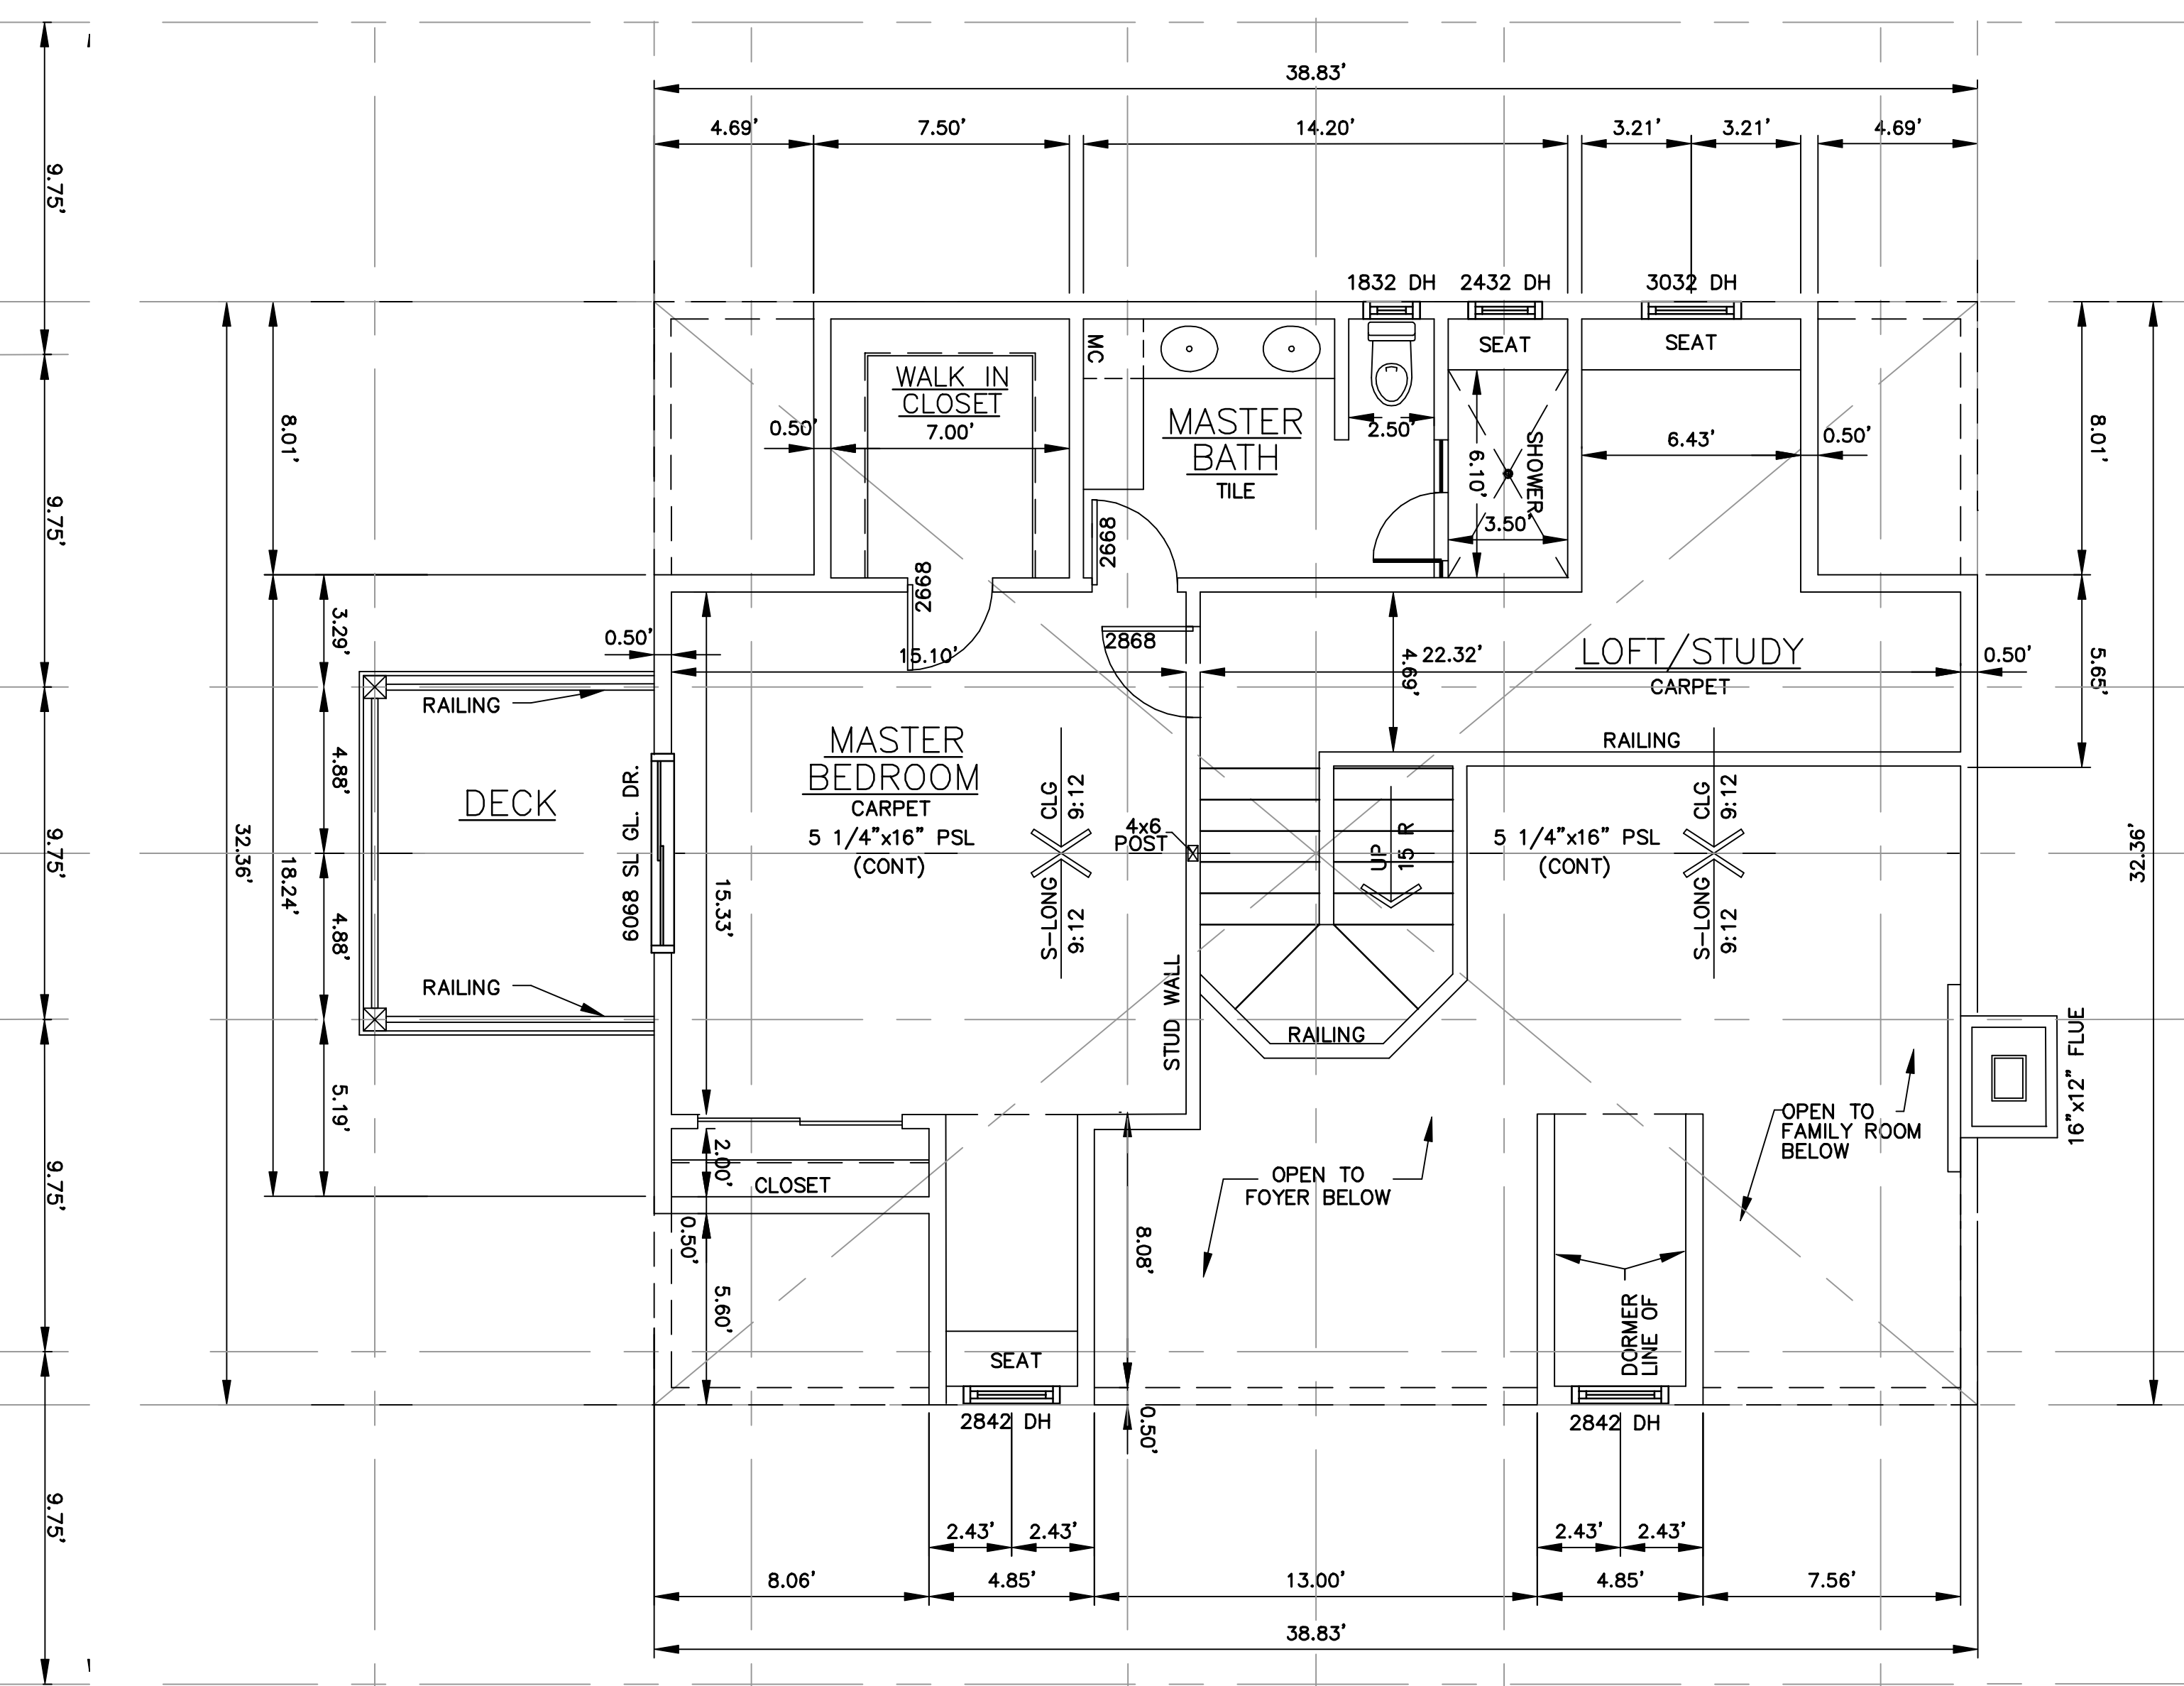 38.83’
4.69’ 7.50’ 14.20’ 3.21’ 3.21’ 4.69’
9.75’
1832 DH 2432 DH 3032 DH
MC
SEAT
SEAT
WALK IN
CLOSET
0.50’
7.00’
MASTER
BATH
TILE
2.50’
6.10’
SHOWER
3.50’
6.43’
0.50’
8.01’
8.01’
9.75’
2668
2668
2868
3.29’
0.50’
15.10’
4.69’
22.32’
LOFT/STUDY
CARPET
0.50’
5.65’
RAILING
RAILING
MASTER
BEDROOM
CARPET
5 1/4”x16” PSL
(CONT)
DECK
4.88’
6068 SL GL. DR.
CLG
9:12
S-LONG
9:12
4x6
POST
UP
15 R
5 1/4”x16” PSL
(CONT)
CLG
9:12
S-LONG
9:12
9.75’
32.36’
18.24’
4.88’
15.33’
32.36’
RAILING
STUD WALL
RAILING
16”x12” FLUE
5.19’
2.00’
CLOSET
OPEN TO
FOYER BELOW
OPEN TO
FAMILY ROOM
BELOW
9.75’
0.50’
5.60’
8.08’
SEAT
DORMER
LINE OF
2842 DH
0.50’
2842 DH
9.75’
2.43’ 2.43’ 2.43’ 2.43’
8.06’ 4.85’ 13.00’ 4.85’ 7.56’
38.83’